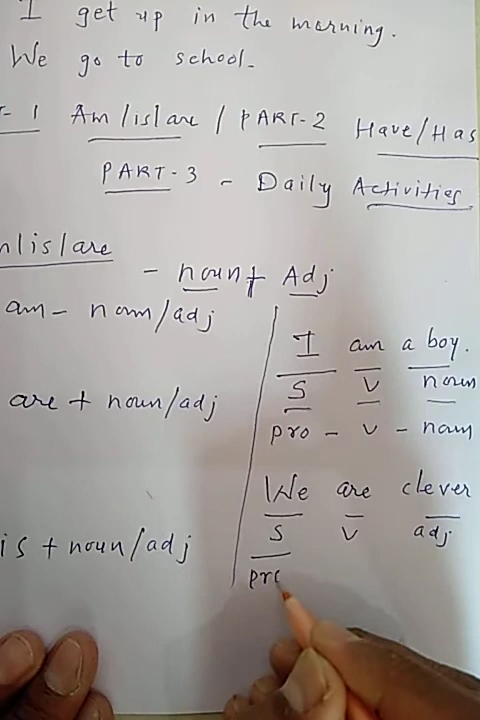 I get up in the morning.
We go to school.
T-1 Am/is/are / PART-2 Have/Has
PART-3 - Daily Activities
m/is/are
- noun + Adj
am - noun/adj
I am a boy.
S V noun
are + noun/adj
pro - v - noun
We are clever
S V adj
is + noun/adj
pro